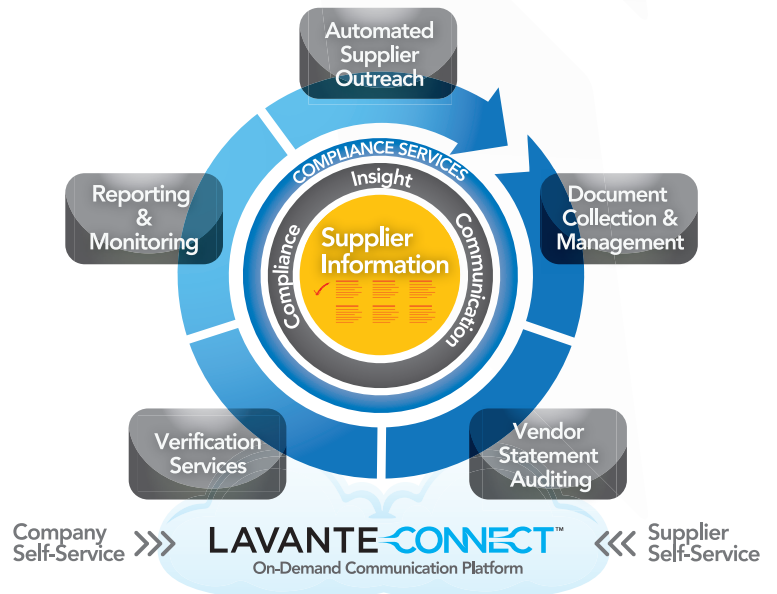 Automated
Supplier
Outreach
COMPLIANCE SERVICES
Insight
Reporting
&
Monitoring
Document
Collection &
Management
Compliance
Communication
Supplier
Information
Verification
Services
Vendor
Statement
Auditing
Company
Self-Service
LAVANTE CONNECT™
On-Demand Communication Platform
Supplier
Self-Service